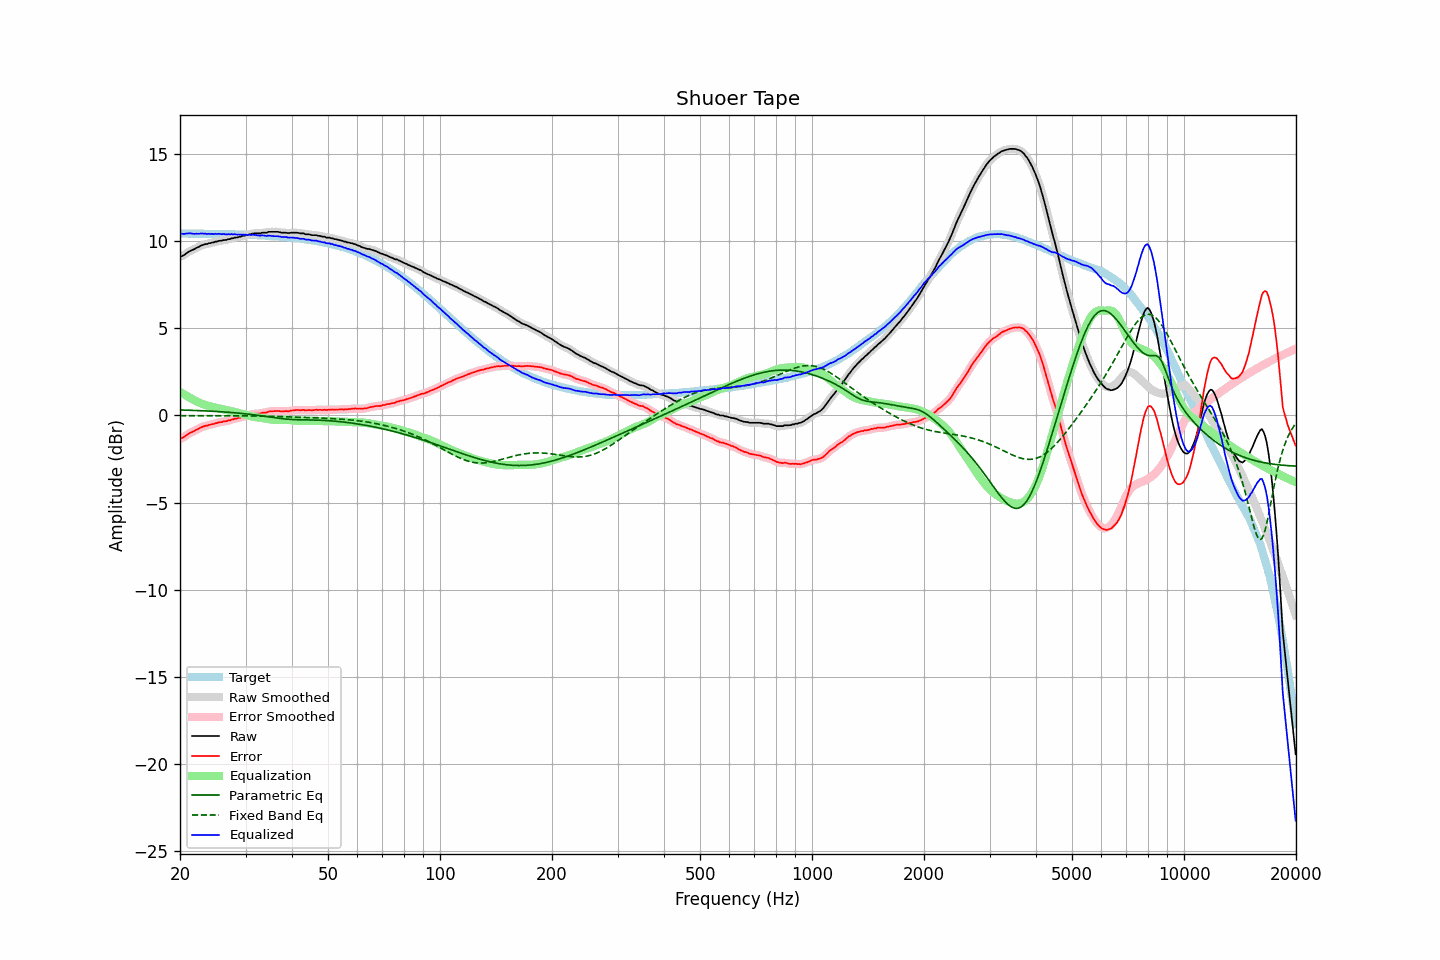 Shuoer Tape
Amplitude (dBr)
15
10
5
0
−5
−10
−15
−20
−25
Target
Raw Smoothed
Error Smoothed
Raw
Error
Equalization
Parametric Eq
Fixed Band Eq
Equalized
20 50 100 200 500 1000 2000 5000 10000 20000
Frequency (Hz)